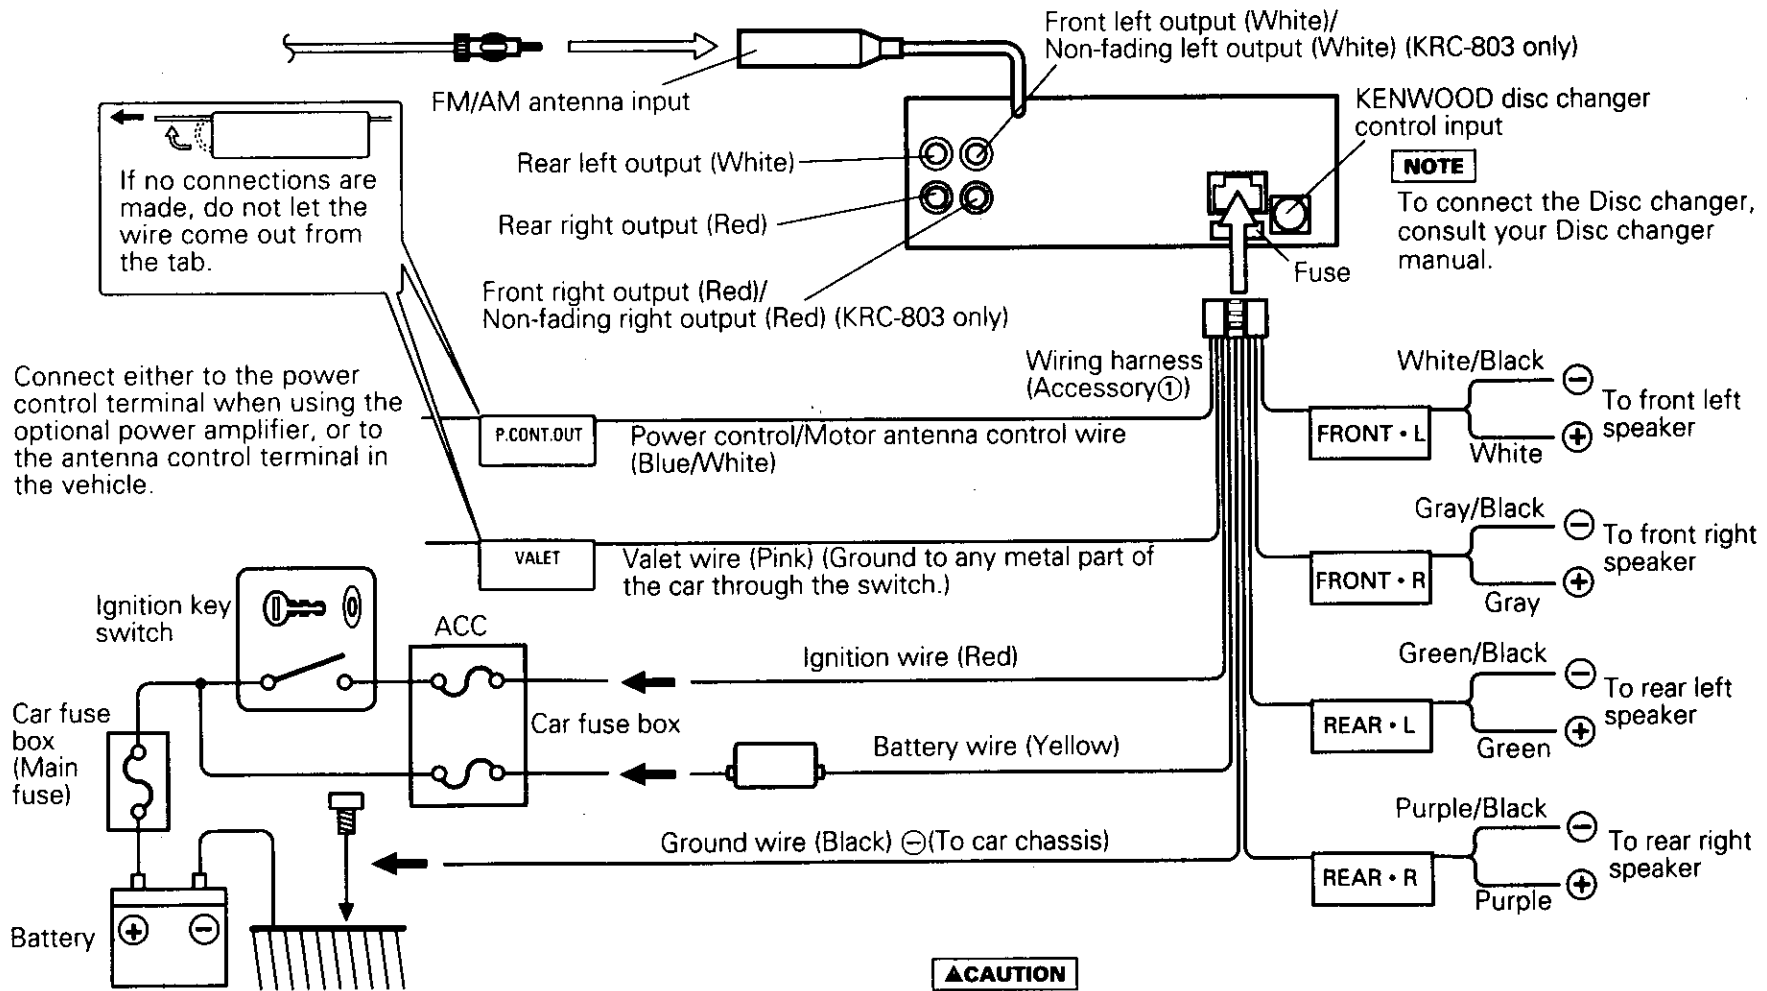 Front left output (White)/
Non-fading left output (White) (KRC-803 only)
FM/AM antenna input
KENWOOD disc changer
control input
NOTE
To connect the Disc changer,
consult your Disc changer
manual.
Rear left output (White)
Rear right output (Red)
Fuse
If no connections are
made, do not let the
wire come out from
the tab.
Front right output (Red)/
Non-fading right output (Red) (KRC-803 only)
Wiring harness
(Accessory①)
Connect either to the power
control terminal when using the
optional power amplifier, or to
the antenna control terminal in
the vehicle.
P.CONT.OUT
Power control/Motor antenna control wire
(Blue/White)
White/Black
⊖
FRONT • L
To front left
speaker
White
⊕
VALET
Valet wire (Pink) (Ground to any metal part of
the car through the switch.)
Gray/Black
⊖
FRONT • R
To front right
speaker
Gray
⊕
Ignition key
switch
ACC
Ignition wire (Red)
Green/Black
⊖
REAR • L
To rear left
speaker
Green
⊕
Car fuse
box
(Main
fuse)
Car fuse box
Battery wire (Yellow)
Purple/Black
⊖
REAR • R
To rear right
speaker
Purple
⊕
Ground wire (Black) ⊖(To car chassis)
Battery
⊕ ⊖
▲CAUTION